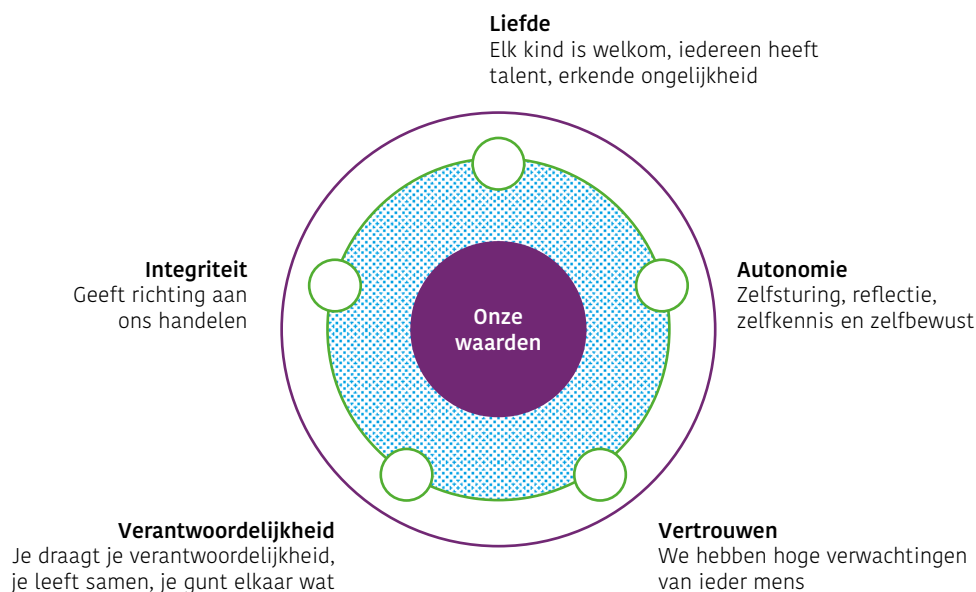 Liefde
Elk kind is welkom, iedereen heeft
talent, erkende ongelijkheid
Integriteit
Geeft richting aan
ons handelen
Onze
waarden
Autonomie
Zelfsturing, reflectie,
zelfkennis en zelfbewust
Verantwoordelijkheid
Je draagt je verantwoordelijkheid,
je leeft samen, je gunt elkaar wat
Vertrouwen
We hebben hoge verwachtingen
van ieder mens